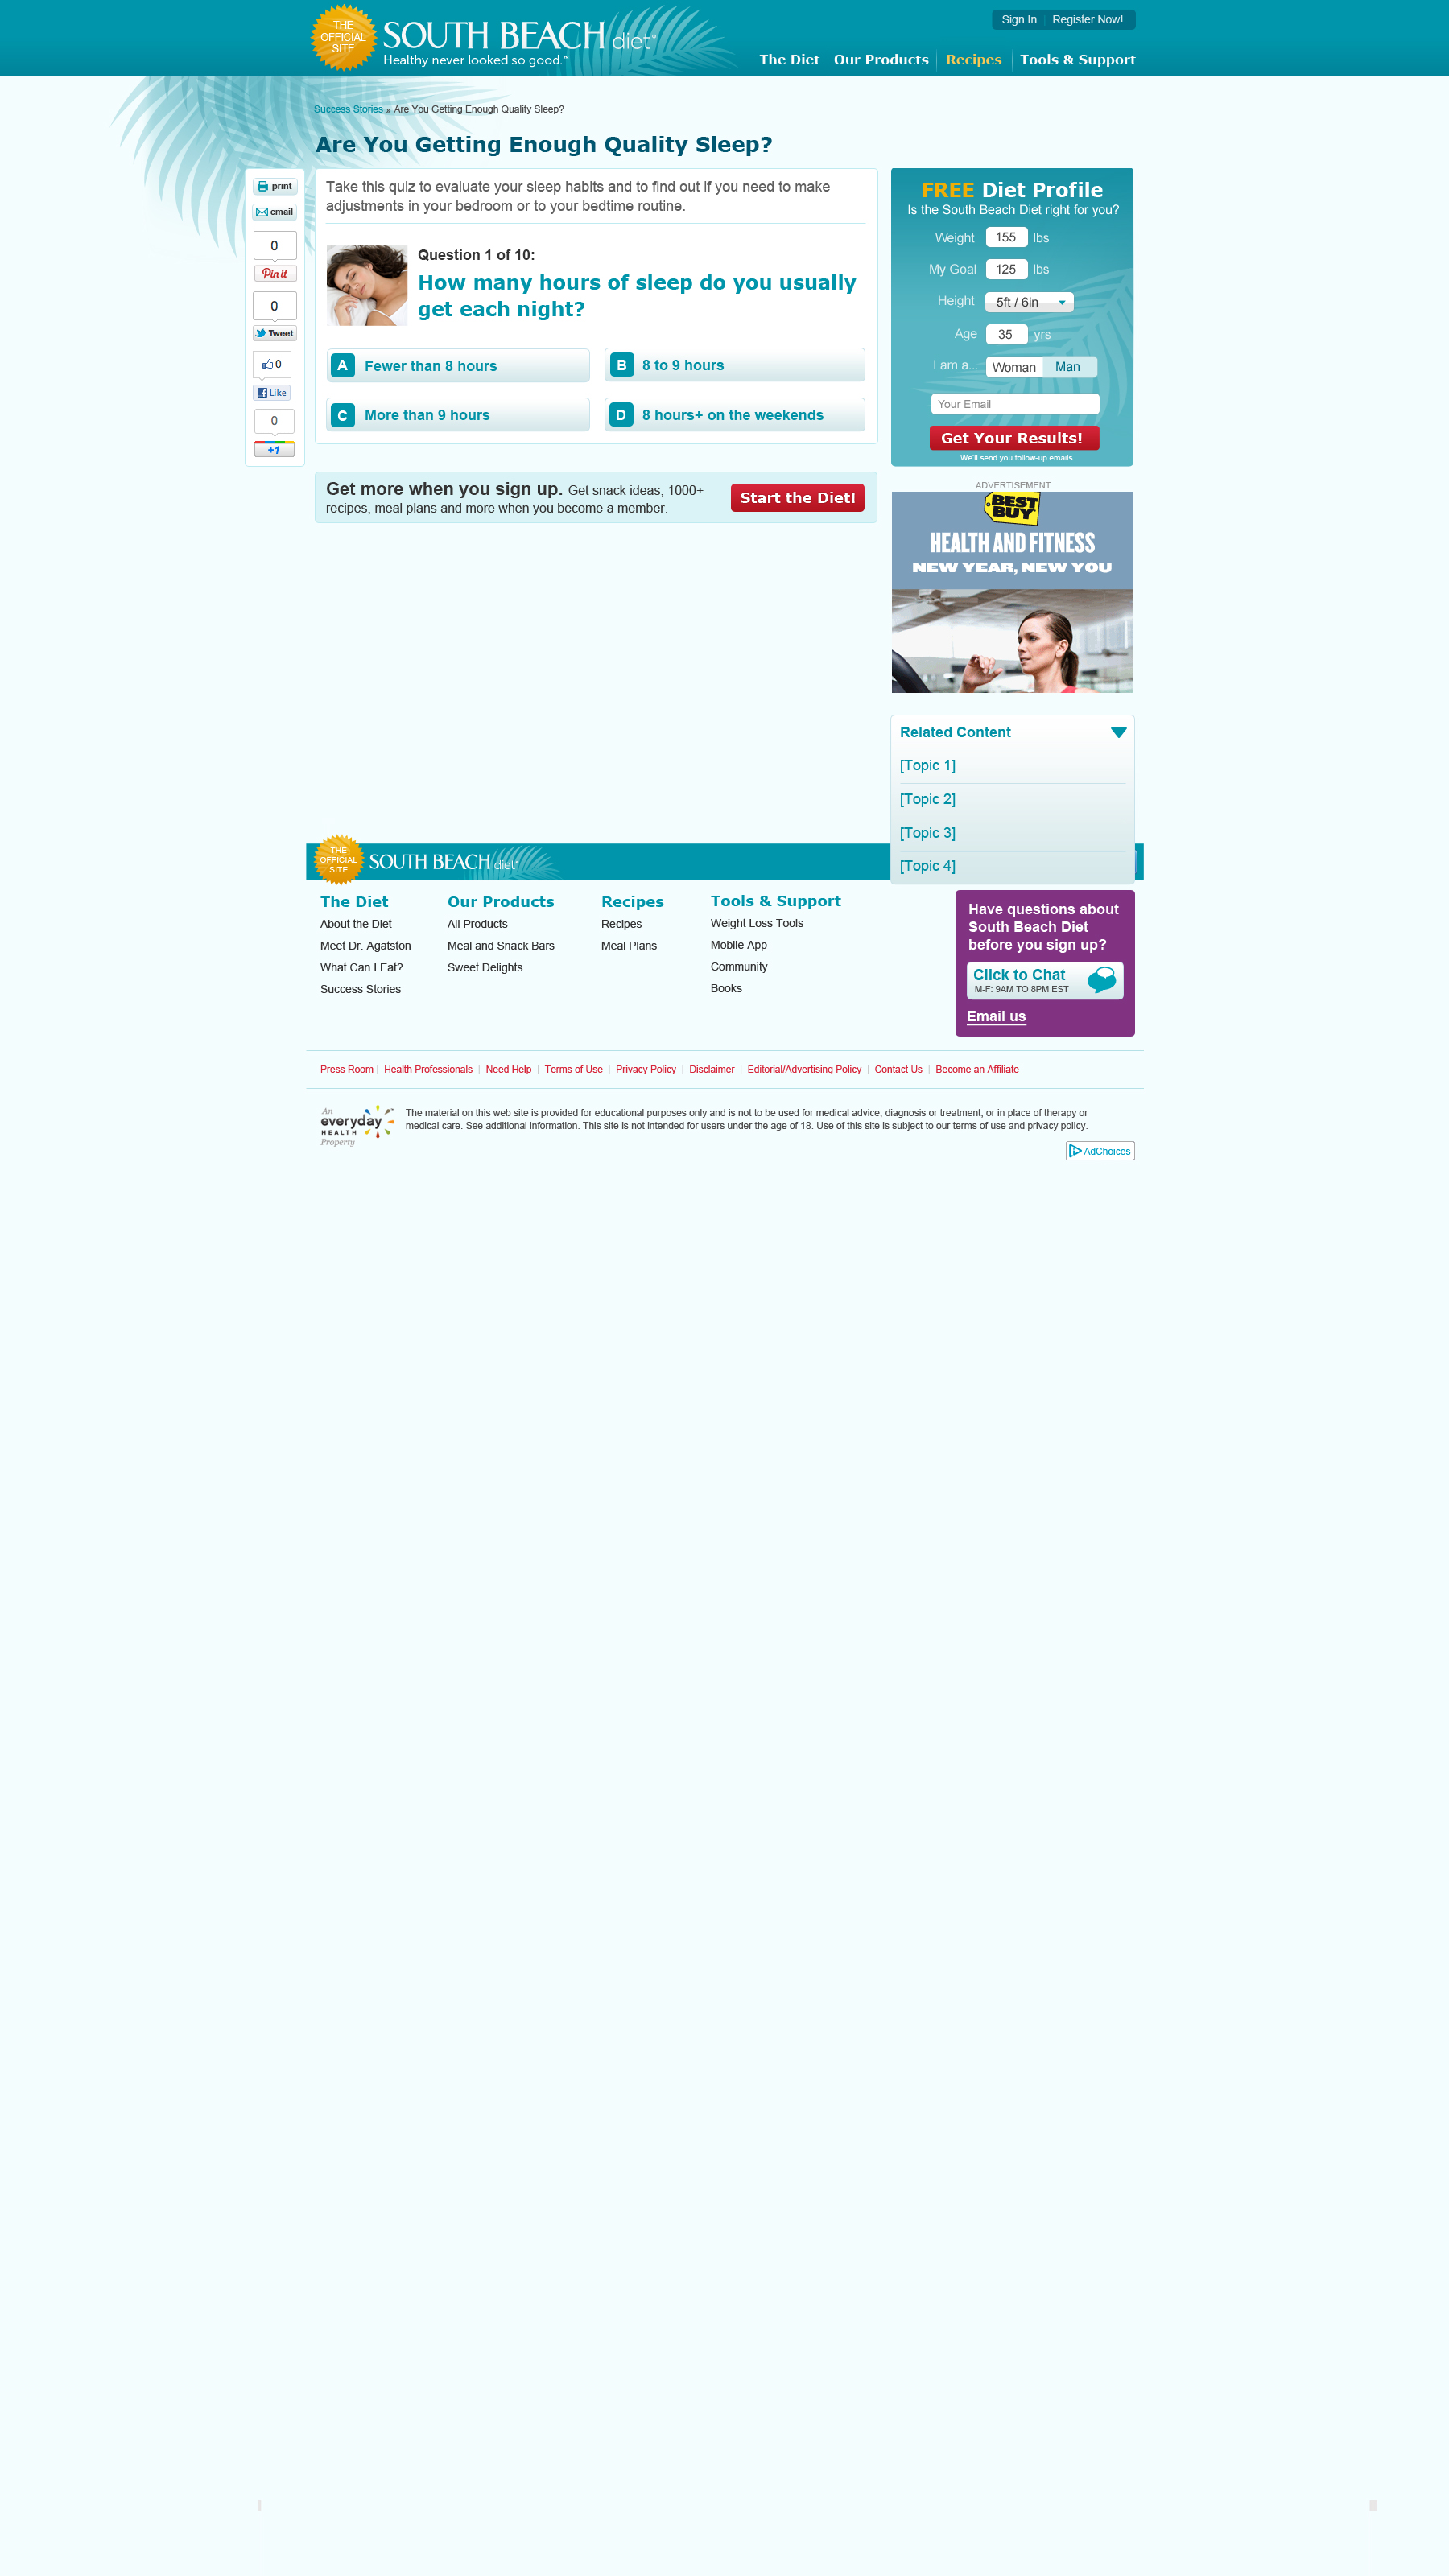 THE
OFFICIAL
SITE
SOUTH BEACH diet
Healthy never looked so good.™
Sign In | Register Now!
The Diet Our Products Recipes Tools & Support
Success Stories » Are You Getting Enough Quality Sleep?
Are You Getting Enough Quality Sleep?
print
email
0
Pin it
0
Tweet
0
Like
0
+1
Take this quiz to evaluate your sleep habits and to find out if you need to make
adjustments in your bedroom or to your bedtime routine.
Question 1 of 10:
How many hours of sleep do you usually
get each night?
A Fewer than 8 hours
B 8 to 9 hours
C More than 9 hours
D 8 hours+ on the weekends
Get more when you sign up. Get snack ideas, 1000+
recipes, meal plans and more when you become a member.
Start the Diet!
FREE Diet Profile
Is the South Beach Diet right for you?
Weight 155 lbs
My Goal 125 lbs
Height 5ft / 6in
Age 35 yrs
I am a... Woman Man
Your Email
Get Your Results!
We'll send you follow-up emails.
ADVERTISEMENT
BEST
BUY
HEALTH AND FITNESS
NEW YEAR, NEW YOU
Related Content
[Topic 1]
[Topic 2]
[Topic 3]
[Topic 4]
THE
OFFICIAL
SITE
SOUTH BEACH diet
The Diet
About the Diet
Meet Dr. Agatston
What Can I Eat?
Success Stories
Our Products
All Products
Meal and Snack Bars
Sweet Delights
Recipes
Recipes
Meal Plans
Tools & Support
Weight Loss Tools
Mobile App
Community
Books
Have questions about
South Beach Diet
before you sign up?
Click to Chat
M-F: 9AM TO 8PM EST
Email us
Press Room | Health Professionals | Need Help | Terms of Use | Privacy Policy | Disclaimer | Editorial/Advertising Policy | Contact Us | Become an Affiliate
An
everyday
HEALTH
Property
The material on this web site is provided for educational purposes only and is not to be used for medical advice, diagnosis or treatment, or in place of therapy or
medical care. See additional information. This site is not intended for users under the age of 18. Use of this site is subject to our terms of use and privacy policy.
AdChoices